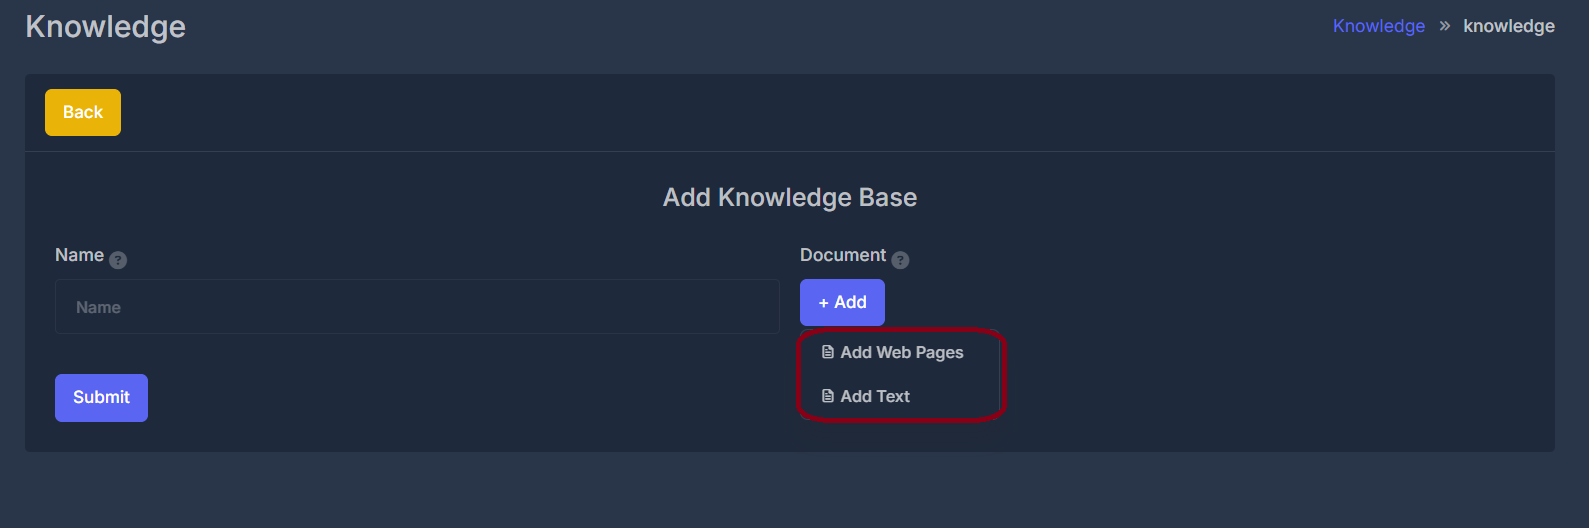 Knowledge
Knowledge » knowledge
Back
Add Knowledge Base
Name ?
Document ?
Name
+ Add
Add Web Pages
Add Text
Submit